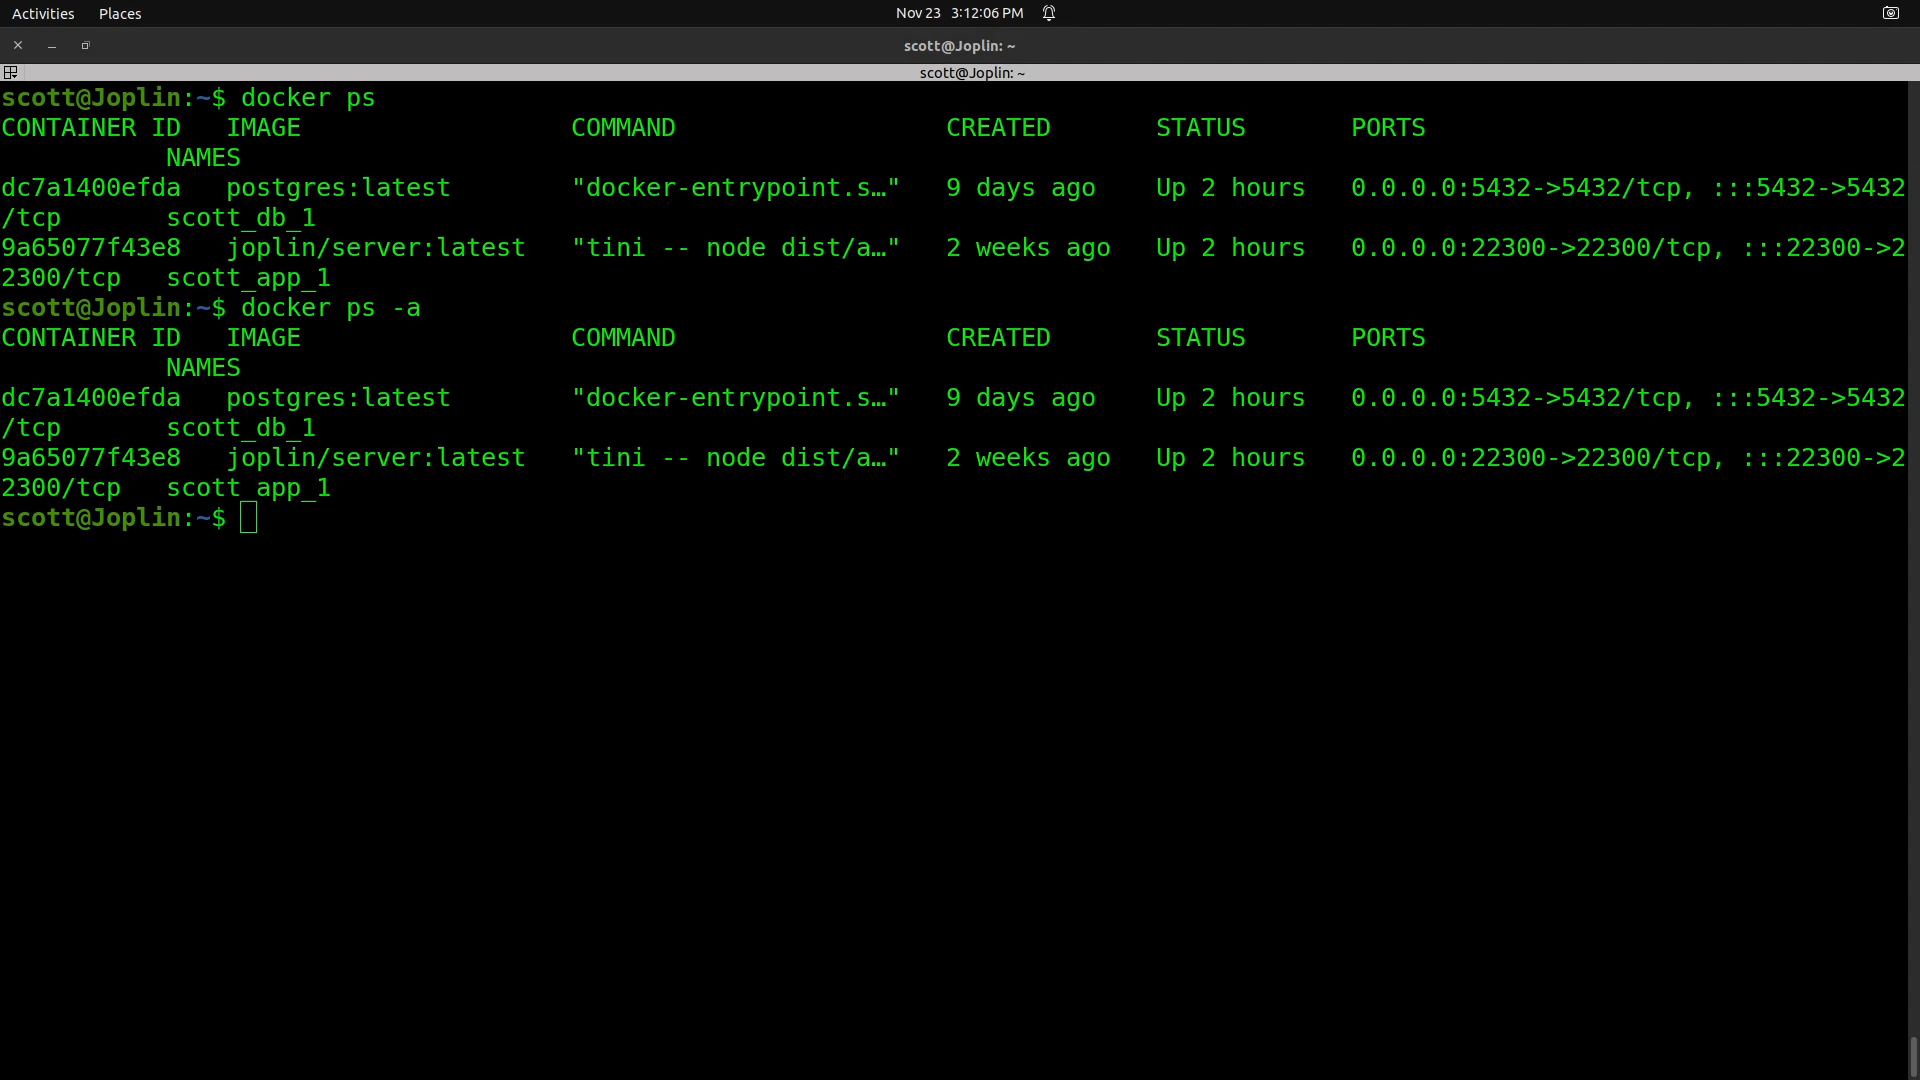 Activities Places Nov 23 3:12:06 PM
scott@Joplin: ~
scott@Joplin: ~
scott@Joplin:~$ docker ps
CONTAINER ID   IMAGE                  COMMAND                  CREATED       STATUS       PORTS
           NAMES
dc7a1400efda   postgres:latest        "docker-entrypoint.s…"   9 days ago    Up 2 hours   0.0.0.0:5432->5432/tcp, :::5432->5432
/tcp       scott_db_1
9a65077f43e8   joplin/server:latest   "tini -- node dist/a…"   2 weeks ago   Up 2 hours   0.0.0.0:22300->22300/tcp, :::22300->2
2300/tcp   scott_app_1
scott@Joplin:~$ docker ps -a
CONTAINER ID   IMAGE                  COMMAND                  CREATED       STATUS       PORTS
           NAMES
dc7a1400efda   postgres:latest        "docker-entrypoint.s…"   9 days ago    Up 2 hours   0.0.0.0:5432->5432/tcp, :::5432->5432
/tcp       scott_db_1
9a65077f43e8   joplin/server:latest   "tini -- node dist/a…"   2 weeks ago   Up 2 hours   0.0.0.0:22300->22300/tcp, :::22300->2
2300/tcp   scott_app_1
scott@Joplin:~$